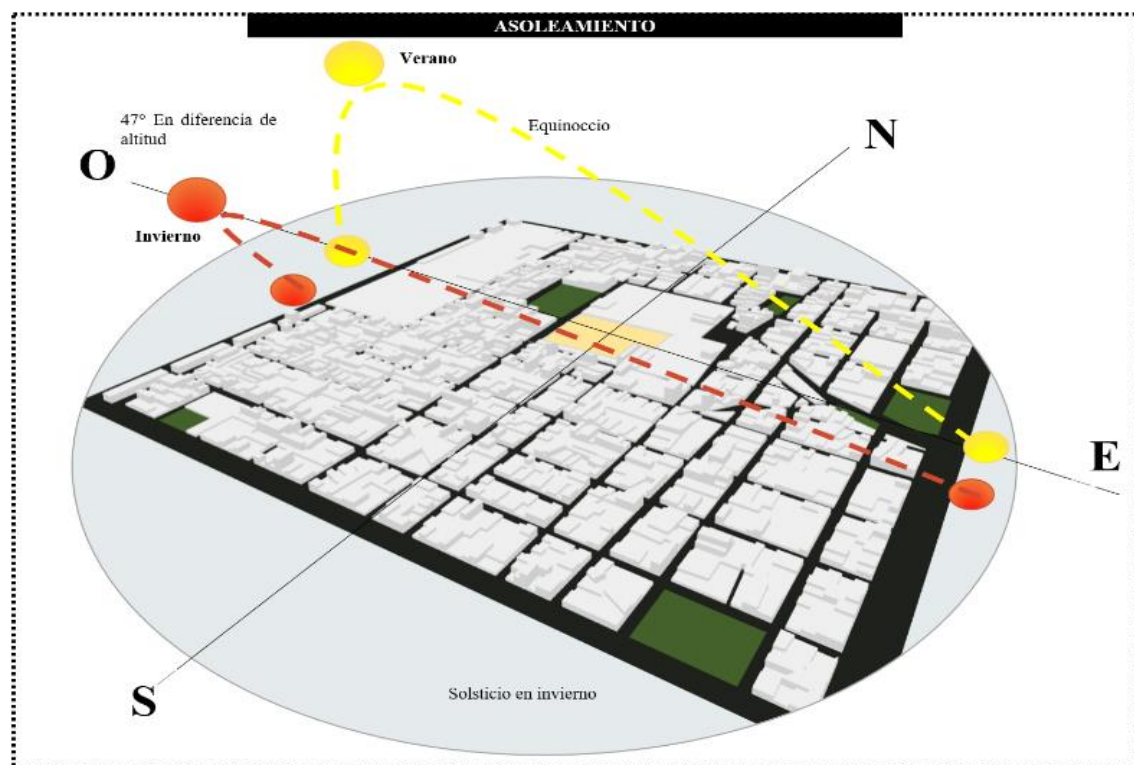 ASOLEAMIENTO
Verano
47° En diferencia de
altitud
Equinoccio
N
O
Invierno
E
S
Solsticio en invierno